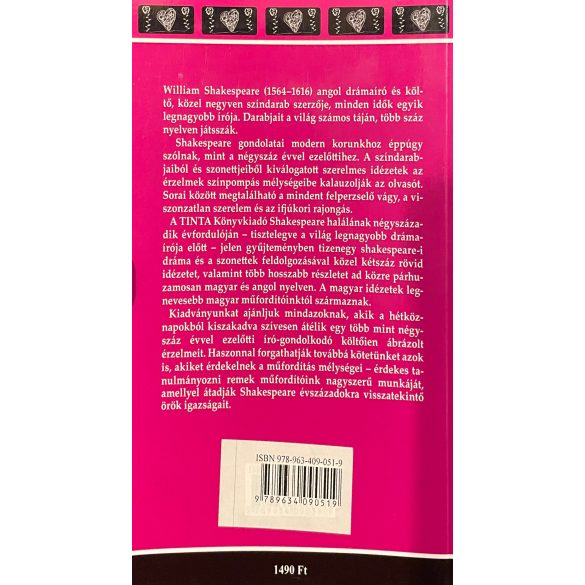 William Shakespeare (1564–1616) angol drámaíró és köl-
tő, közel negyven színdarab szerzője, minden idők egyik
legnagyobb írója. Darabjait a világ számos táján, több száz
nyelven játsszák.
Shakespeare gondolatai modern korunkhoz éppúgy
szólnak, mint a négyszáz évvel ezelőttihez. A színdarab-
jaiból és szonettjeiből kiválogatott szerelmes idézetek az
érzelmek színpompás mélységeibe kalauzolják az olvasót.
Sorai között megtalálható a mindent felperzselő vágy, a vi-
szonzatlan szerelem és az ifjúkori rajongás.
A TINTA Könyvkiadó Shakespeare halálának négyszáza-
dik évfordulóján – tisztelegve a világ legnagyobb dráma-
írója előtt – jelen gyűjteményben tizenegy shakespeare-i
dráma és a szonettek feldolgozásával közel kétszáz rövid
idézetet, valamint több hosszabb részletet ad közre párhu-
zamosan magyar és angol nyelven. A magyar idézetek leg-
nevesebb magyar műfordítóinktól származnak.
Kiadványunkat ajánljuk mindazoknak, akik a hétköz-
napokból kiszakadva szívesen átélik egy több mint négy-
száz évvel ezelőtti író-gondolkodó költőien ábrázolt
érzelmeit. Haszonnal forgathatják továbbá kötetünket azok
is, akiket érdekelnek a műfordítás mélységei – érdekes ta-
nulmányozni remek műfordítóink nagyszerű munkáját,
amellyel átadják Shakespeare évszázadokra visszatekintő
örök igazságait.
ISBN 978-963-409-051-9
9 789634 090519
1490 Ft